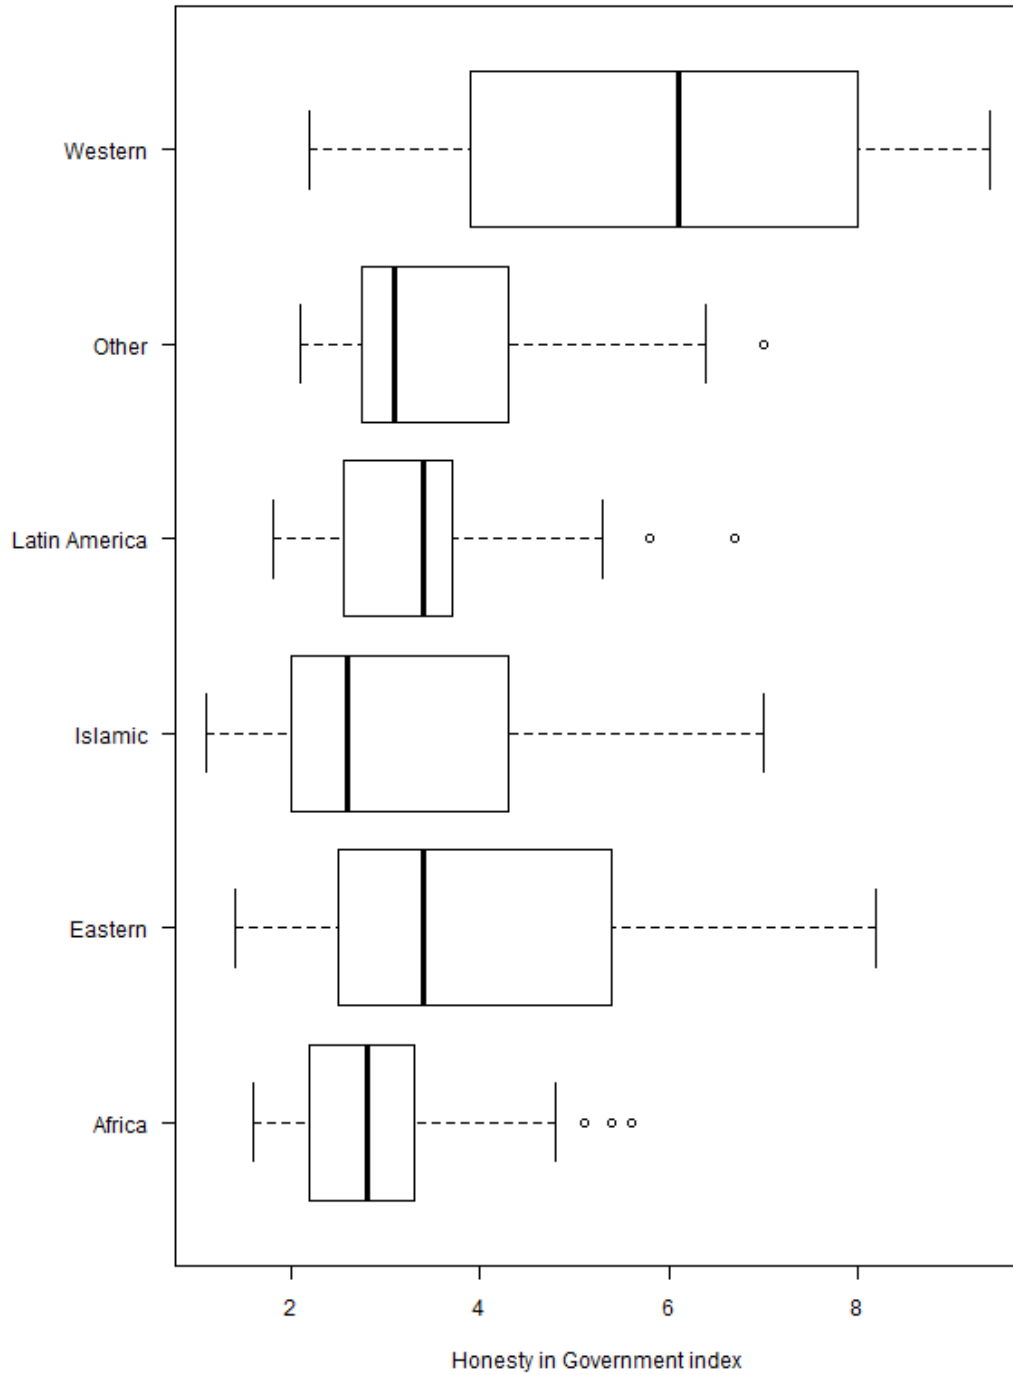 Western
Other
Latin America
Islamic
Eastern
Africa
2 4 6 8
Honesty in Government index